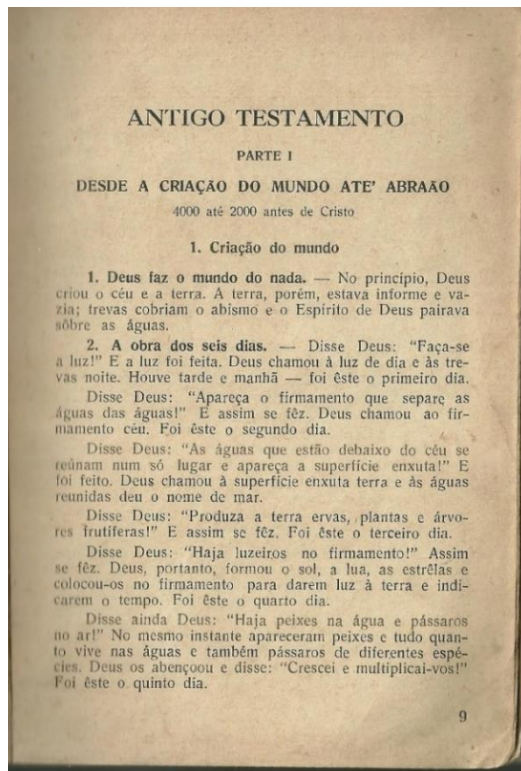 ANTIGO TESTAMENTO
PARTE I
DESDE A CRIAÇÃO DO MUNDO ATE' ABRAÃO
4000 até 2000 antes de Cristo
1. Criação do mundo
1. Deus faz o mundo do nada. — No princípio, Deus
criou o céu e a terra. A terra, porém, estava informe e va-
zia; trevas cobriam o abismo e o Espírito de Deus pairava
sôbre as águas.
2. A obra dos seis dias. — Disse Deus: "Faça-se
a luz!" E a luz foi feita. Deus chamou à luz de dia e às tre-
vas noite. Houve tarde e manhã — foi êste o primeiro dia.
Disse Deus: "Apareça o firmamento que separe as
águas das águas!" E assim se fêz. Deus chamou ao fir-
mamento céu. Foi êste o segundo dia.
Disse Deus: "As águas que estão debaixo do céu se
reúnam num só lugar e apareça a superfície enxuta!" E
foi feito. Deus chamou à superfície enxuta terra e às águas
reunidas deu o nome de mar.
Disse Deus: "Produza a terra ervas, plantas e árvo-
res frutíferas!" E assim se fêz. Foi êste o terceiro dia.
Disse Deus: "Haja luzeiros no firmamento!" Assim
se fêz. Deus, portanto, formou o sol, a lua, as estrêlas e
colocou-os no firmamento para darem luz à terra e indi-
carem o tempo. Foi êste o quarto dia.
Disse ainda Deus: "Haja peixes na água e pássaros
no ar!" No mesmo instante apareceram peixes e tudo quan-
to vive nas águas e também pássaros de diferentes espé-
cies. Deus os abençoou e disse: "Crescei e multiplicai-vos!"
Foi êste o quinto dia.
9